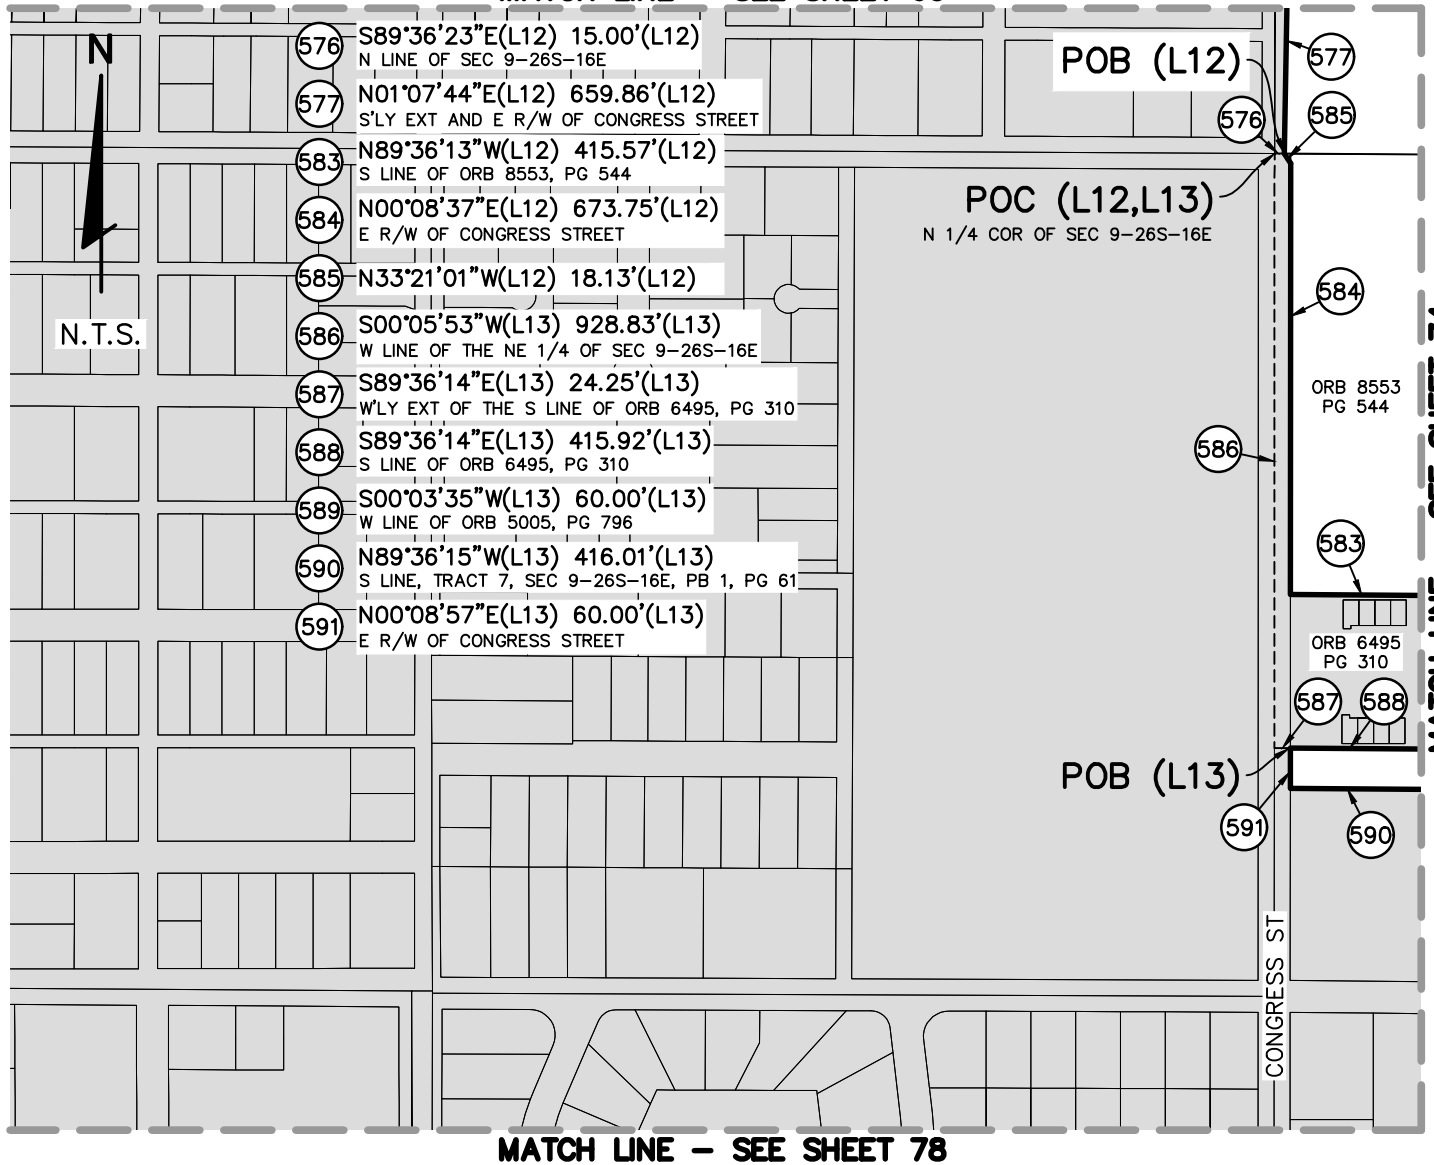 N
N.T.S.
576 S89°36'23"E(L12) 15.00'(L12)
N LINE OF SEC 9-26S-16E
577 N01°07'44"E(L12) 659.86'(L12)
S'LY EXT AND E R/W OF CONGRESS STREET
583 N89°36'13"W(L12) 415.57'(L12)
S LINE OF ORB 8553, PG 544
584 N00°08'37"E(L12) 673.75'(L12)
E R/W OF CONGRESS STREET
585 N33°21'01"W(L12) 18.13'(L12)
586 S00°05'53"W(L13) 928.83'(L13)
W LINE OF THE NE 1/4 OF SEC 9-26S-16E
587 S89°36'14"E(L13) 24.25'(L13)
W'LY EXT OF THE S LINE OF ORB 6495, PG 310
588 S89°36'14"E(L13) 415.92'(L13)
S LINE OF ORB 6495, PG 310
589 S00°03'35"W(L13) 60.00'(L13)
W LINE OF ORB 5005, PG 796
590 N89°36'15"W(L13) 416.01'(L13)
S LINE, TRACT 7, SEC 9-26S-16E, PB 1, PG 61
591 N00°08'57"E(L13) 60.00'(L13)
E R/W OF CONGRESS STREET
POB (L12)
577
576
585
POC (L12,L13)
N 1/4 COR OF SEC 9-26S-16E
584
ORB 8553
PG 544
586
583
ORB 6495
PG 310
587
588
POB (L13)
591
590
CONGRESS ST
MATCH LINE - SEE SHEET 78